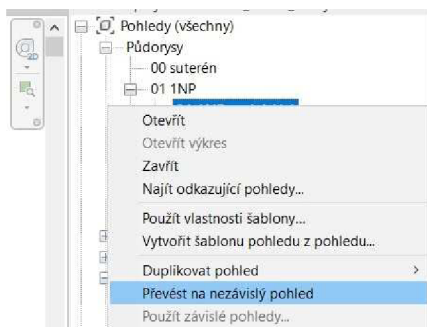 Pohledy (všechny)
Půdorysy
00 suterén
01 1NP
Otevřít
Otevřít výkres
Zavřít
Najít odkazující pohledy...
Použít vlastnosti šablony...
Vytvořit šablonu pohledu z pohledu...
Duplikovat pohled
Převést na nezávislý pohled
Použít závislé pohledy...